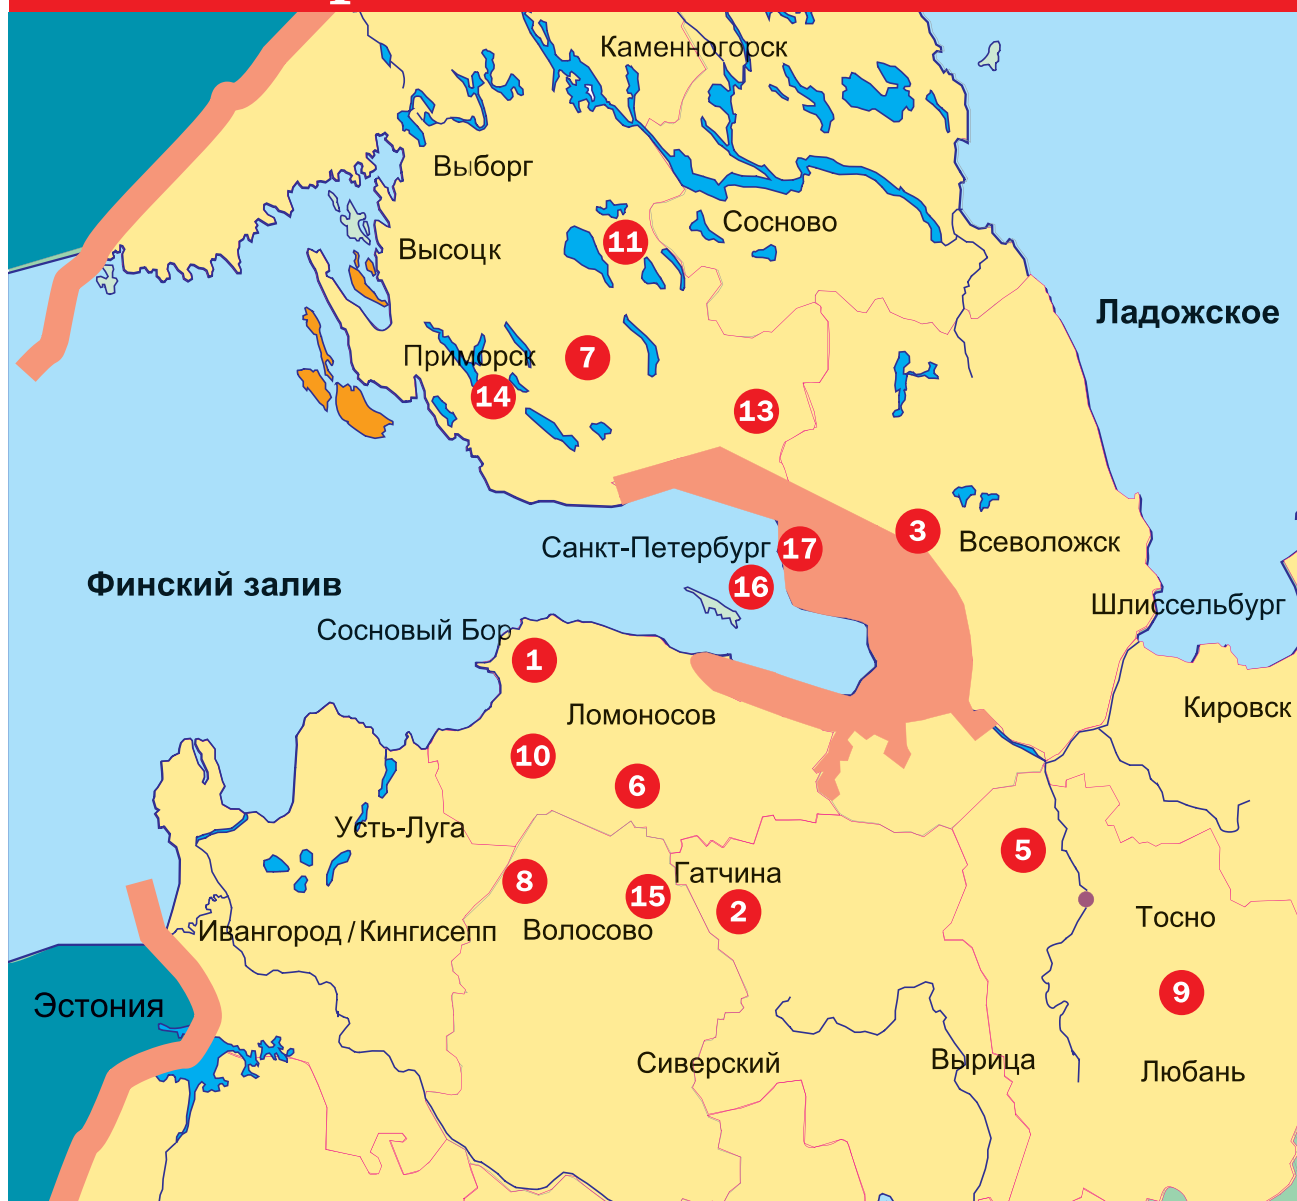 Каменногорск
Выборг
Сосново
11
Высоцк
Ладожское
Приморск
7
14
13
3
Санкт-Петербург
17
Всеволожск
Финский залив
16
Шлиссельбург
Сосновый Бор
1
Ломоносов
Кировск
10
6
Усть-Луга
5
Гатчина
8
15
2
Тосно
Ивангород / Кингисепп
Волосово
9
Эстония
Сиверский
Вырица
Любань